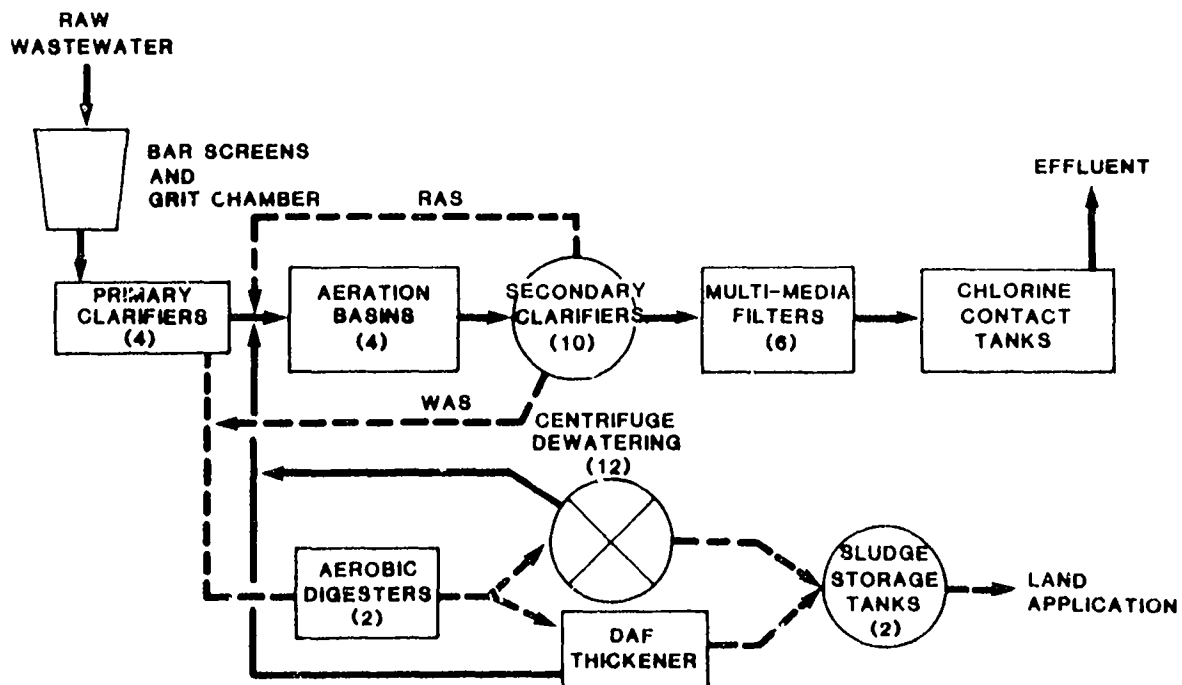 RAW
WASTEWATER
BAR SCREENS
AND
GRIT CHAMBER
EFFLUENT
RAS
PRIMARY
CLARIFIERS
(4)
AERATION
BASINS
(4)
SECONDARY
CLARIFIERS
(10)
MULTI-MEDIA
FILTERS
(6)
CHLORINE
CONTACT
TANKS
WAS
CENTRIFUGE
DEWATERING
(12)
AEROBIC
DIGESTERS
(2)
DAF
THICKENER
SLUDGE
STORAGE
TANKS
(2)
LAND
APPLICATION